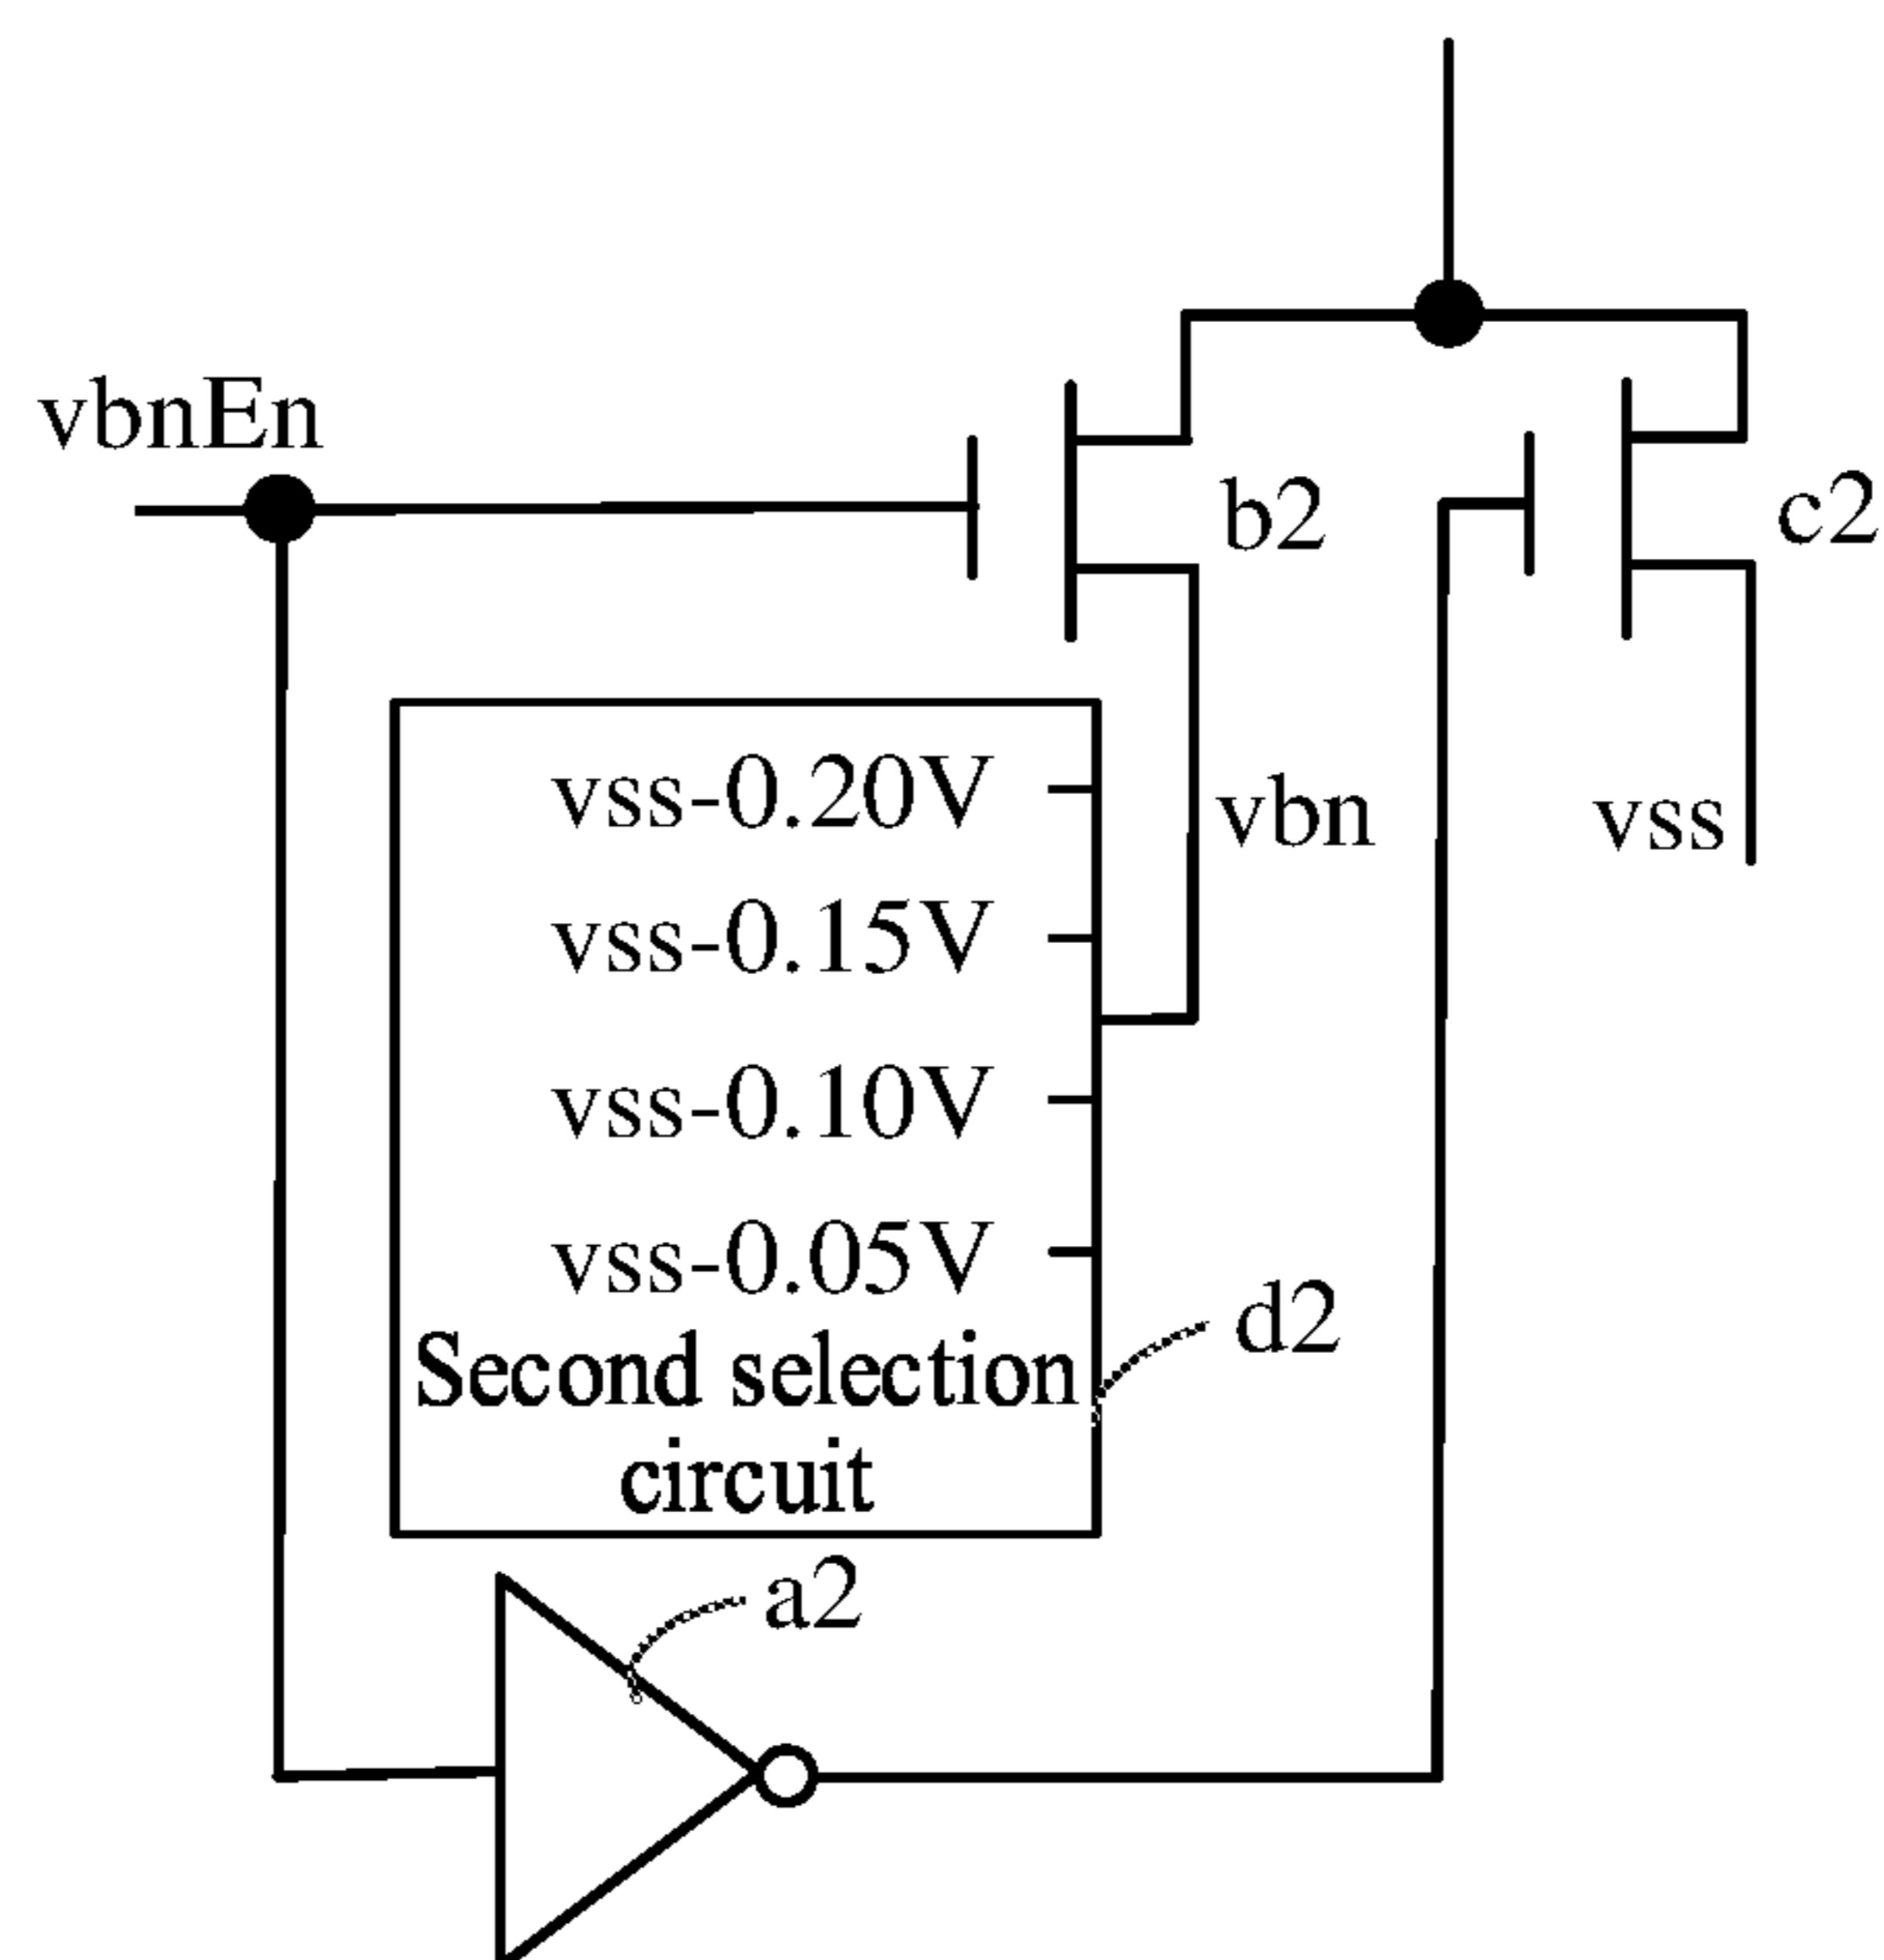 vbnEn
b2
c2
vss-0.20V
vbn
vss
vss-0.15V
vss-0.10V
vss-0.05V
d2
Second selection
circuit
a2